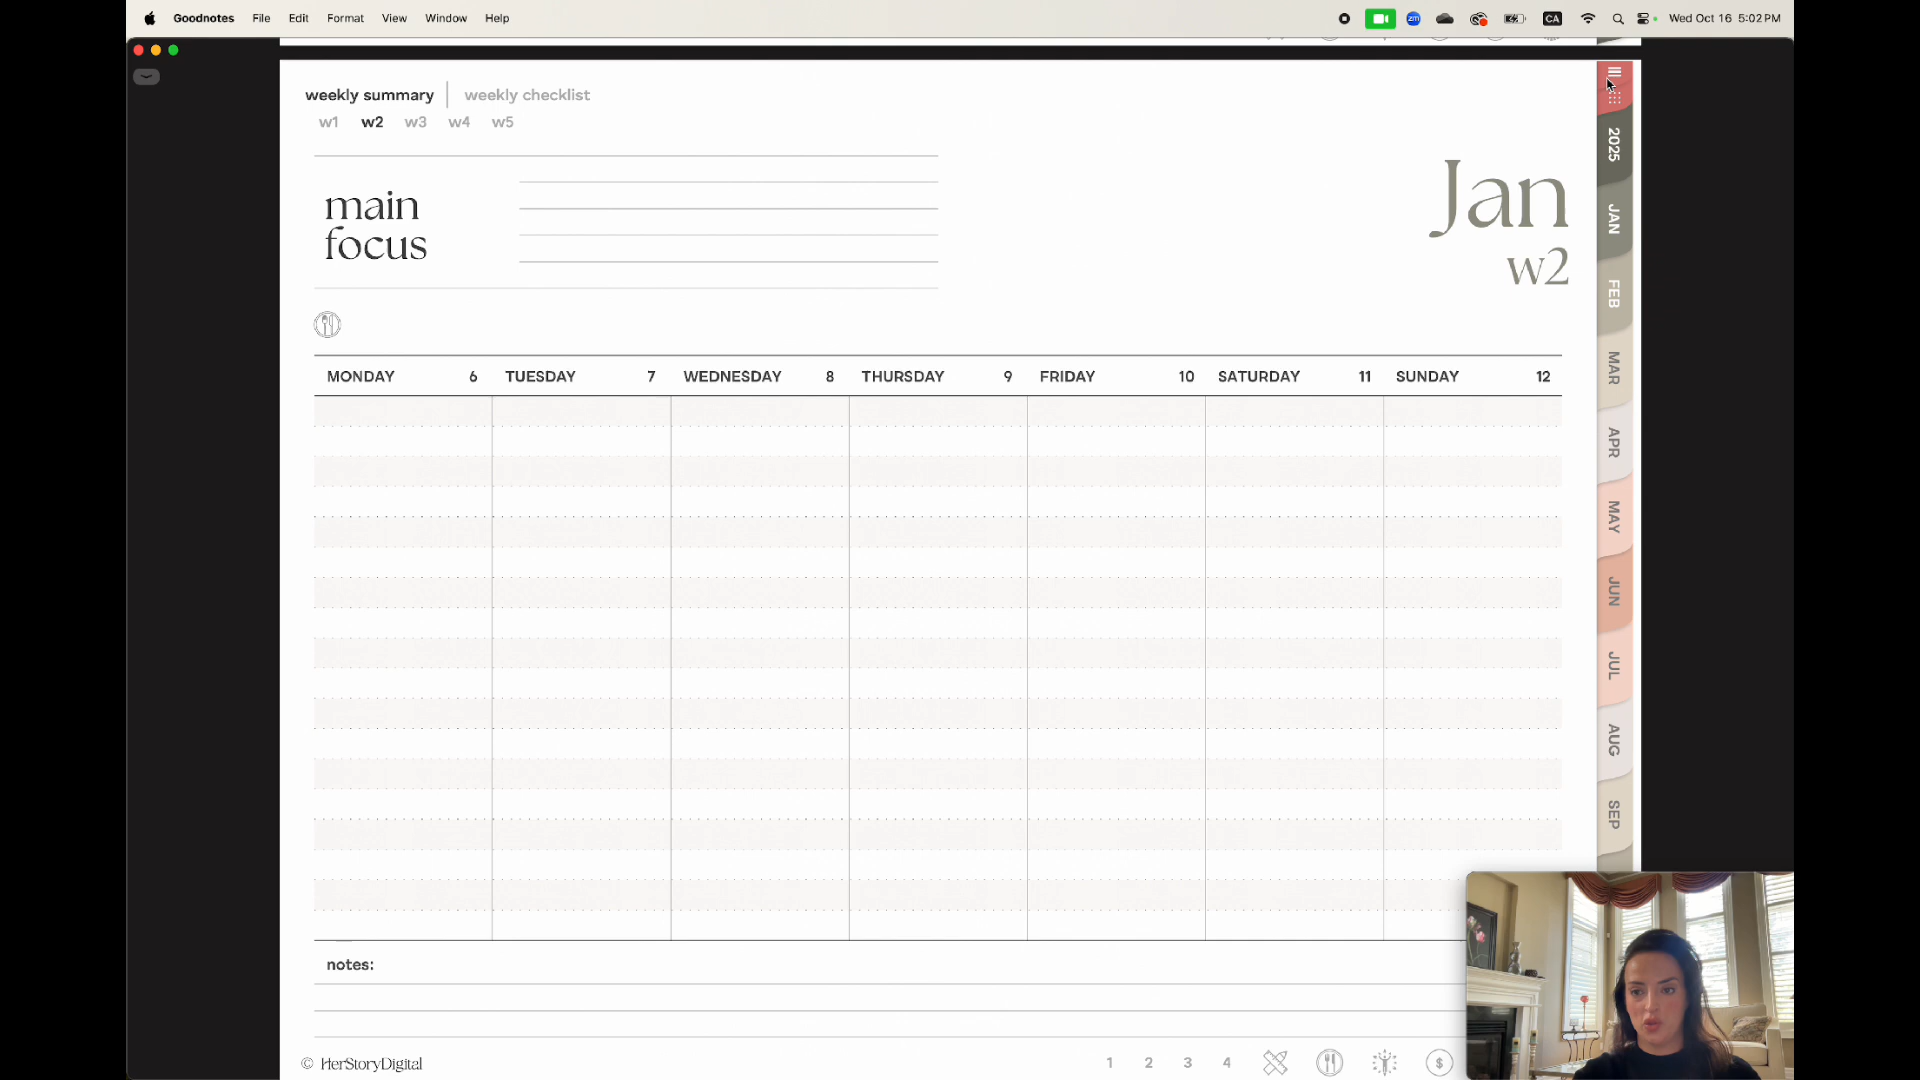 Goodnotes File Edit Format View Window Help zm CA Wed Oct 16 5:02 PM
weekly summary weekly checklist
w1 w2 w3 w4 w5
main
focus
Jan
w2
MONDAY 6 TUESDAY 7 WEDNESDAY 8 THURSDAY 9 FRIDAY 10 SATURDAY 11 SUNDAY 12
notes:
© HerStoryDigital
1 2 3 4 $
2025
JAN
FEB
MAR
APR
MAY
JUN
JUL
AUG
SEP